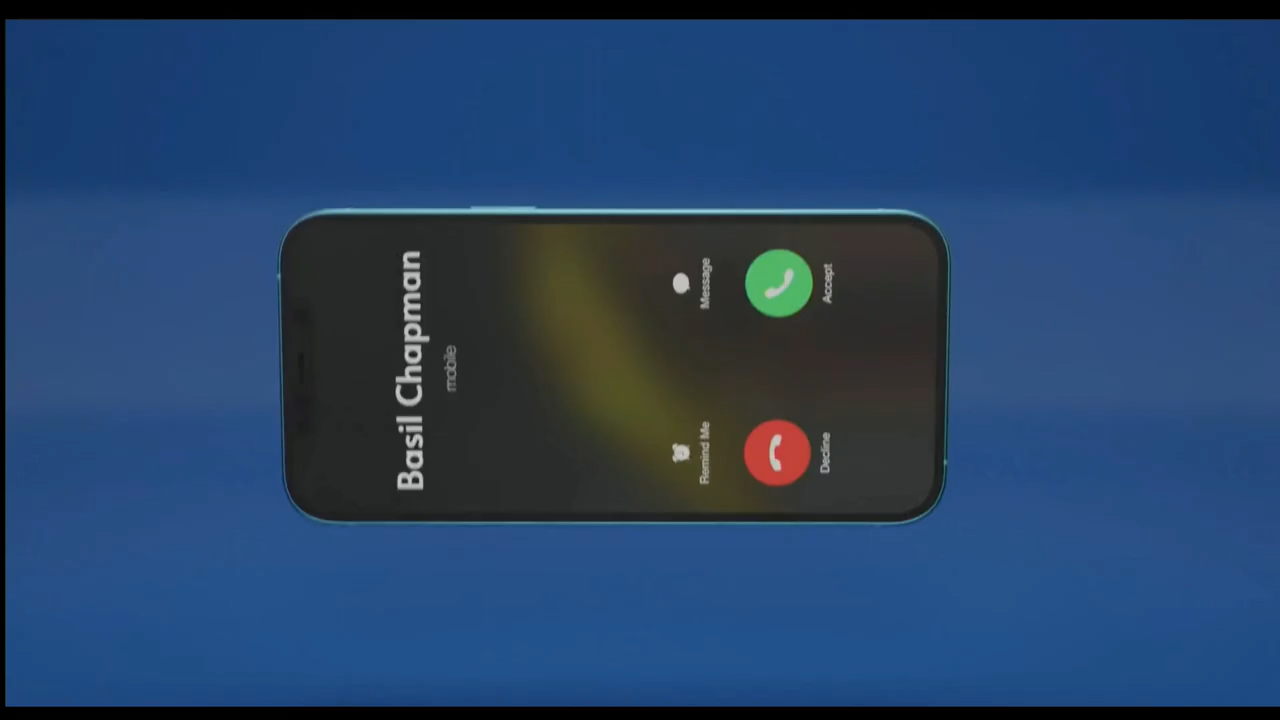 Basil Chapman
mobile
Remind Me
Message
Decline
Accept